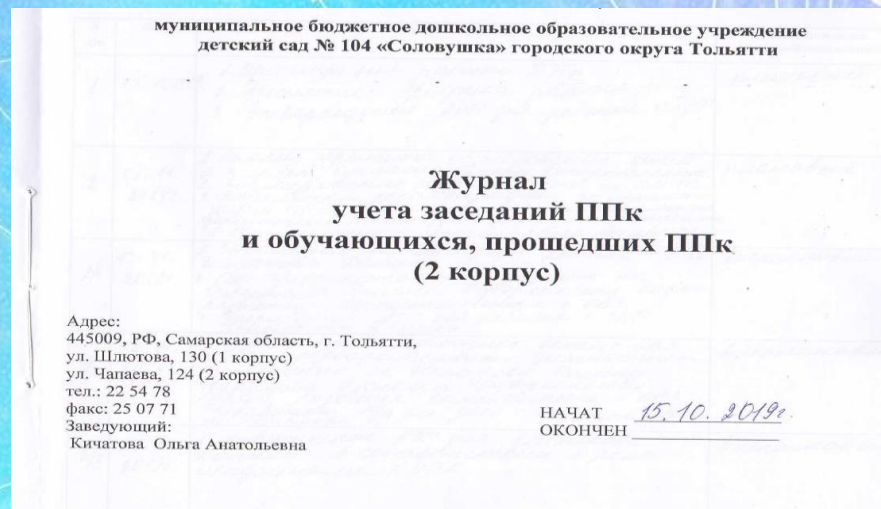 муниципальное бюджетное дошкольное образовательное учреждение
детский сад № 104 «Соловушка» городского округа Тольятти
Журнал
учета заседаний ППк
и обучающихся, прошедших ППк
(2 корпус)
Адрес:
445009, РФ, Самарская область, г. Тольятти,
ул. Шлютова, 130 (1 корпус)
ул. Чапаева, 124 (2 корпус)
тел.: 22 54 78
факс: 25 07 71
Заведующий:
Кичатова Ольга Анатольевна
НАЧАТ 15.10.2019г.
ОКОНЧЕН